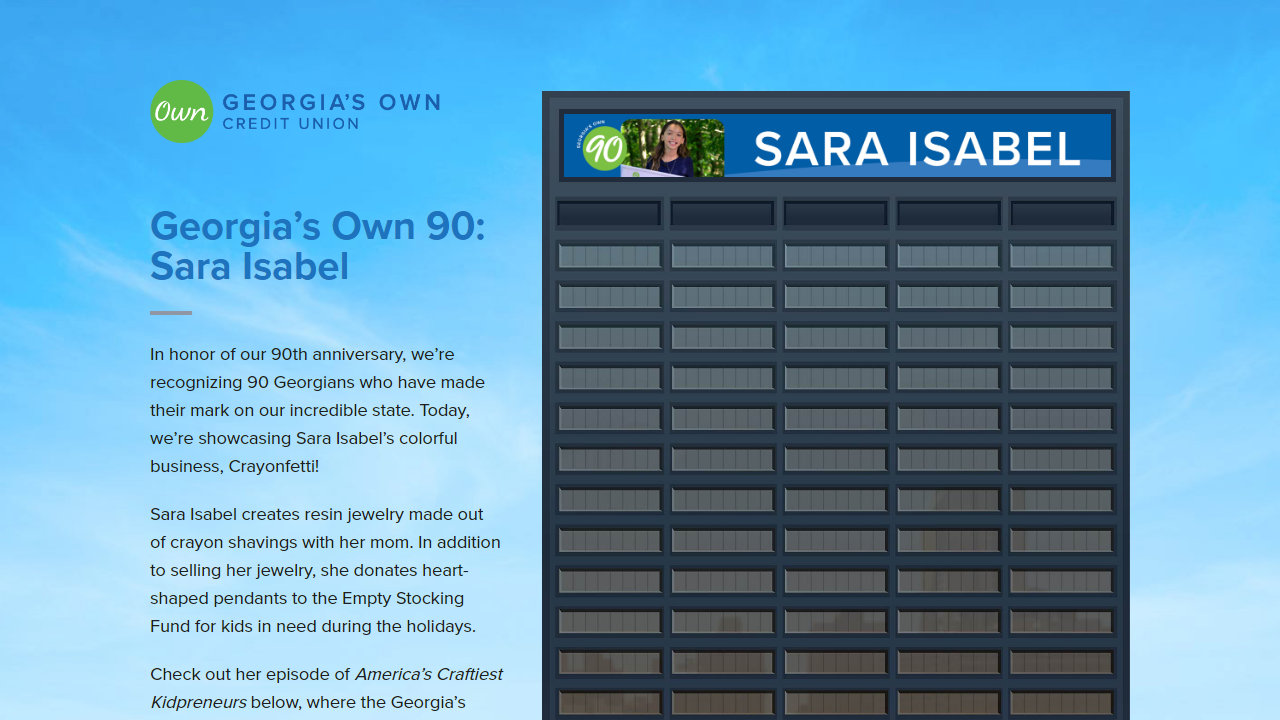 Own
GEORGIA'S OWN
CREDIT UNION
GEORGIA'S OWN
90
SARA ISABEL
Georgia’s Own 90:
Sara Isabel
In honor of our 90th anniversary, we’re
recognizing 90 Georgians who have made
their mark on our incredible state. Today,
we’re showcasing Sara Isabel’s colorful
business, Crayonfetti!
Sara Isabel creates resin jewelry made out
of crayon shavings with her mom. In addition
to selling her jewelry, she donates heart-
shaped pendants to the Empty Stocking
Fund for kids in need during the holidays.
Check out her episode of America’s Craftiest
Kidpreneurs below, where the Georgia’s